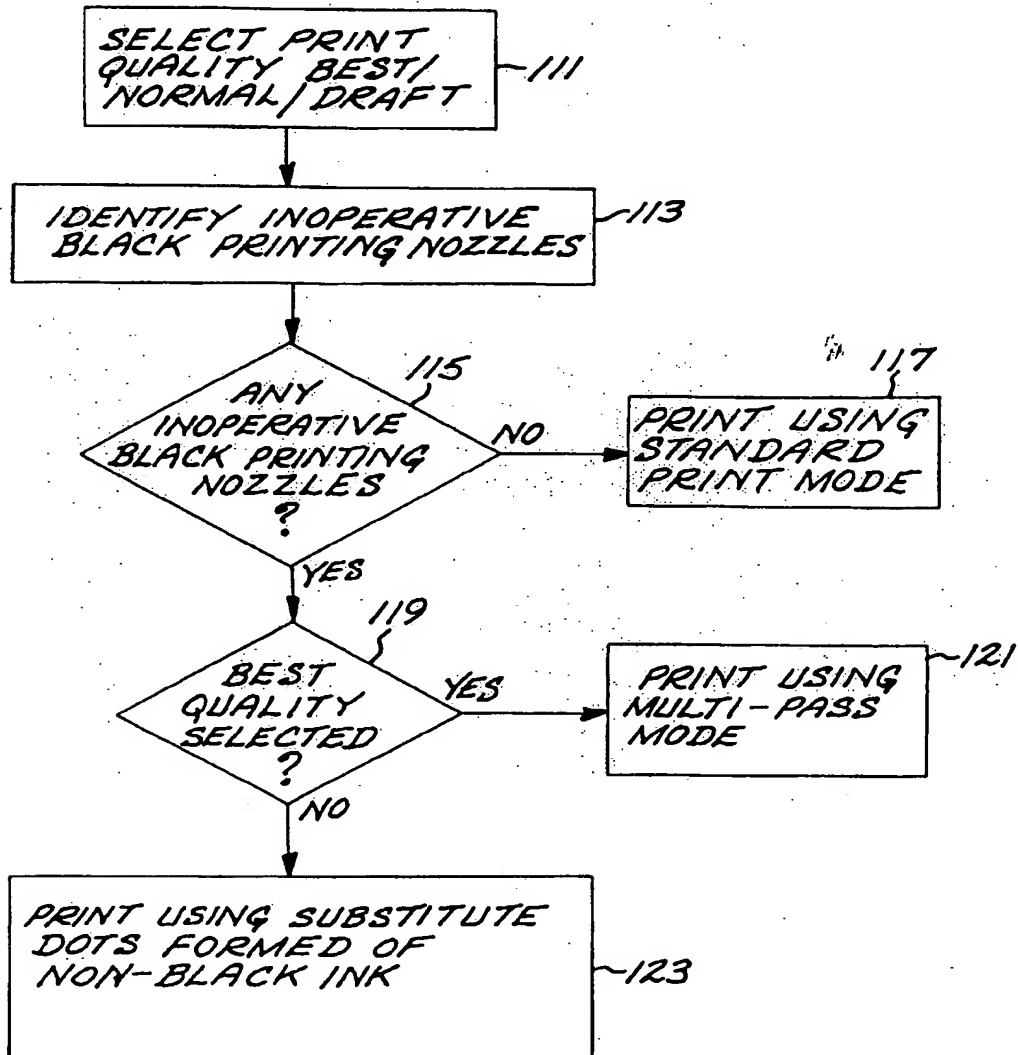 SELECT PRINT
QUALITY BEST/
NORMAL/DRAFT
111
IDENTIFY INOPERATIVE
BLACK PRINTING NOZZLES
113
ANY
INOPERATIVE
BLACK PRINTING
NOZZLES
?
115
NO
117
PRINT USING
STANDARD
PRINT MODE
YES
119
BEST
QUALITY
SELECTED
?
YES
121
PRINT USING
MULTI-PASS
MODE
NO
PRINT USING SUBSTITUTE
DOTS FORMED OF
NON-BLACK INK
123